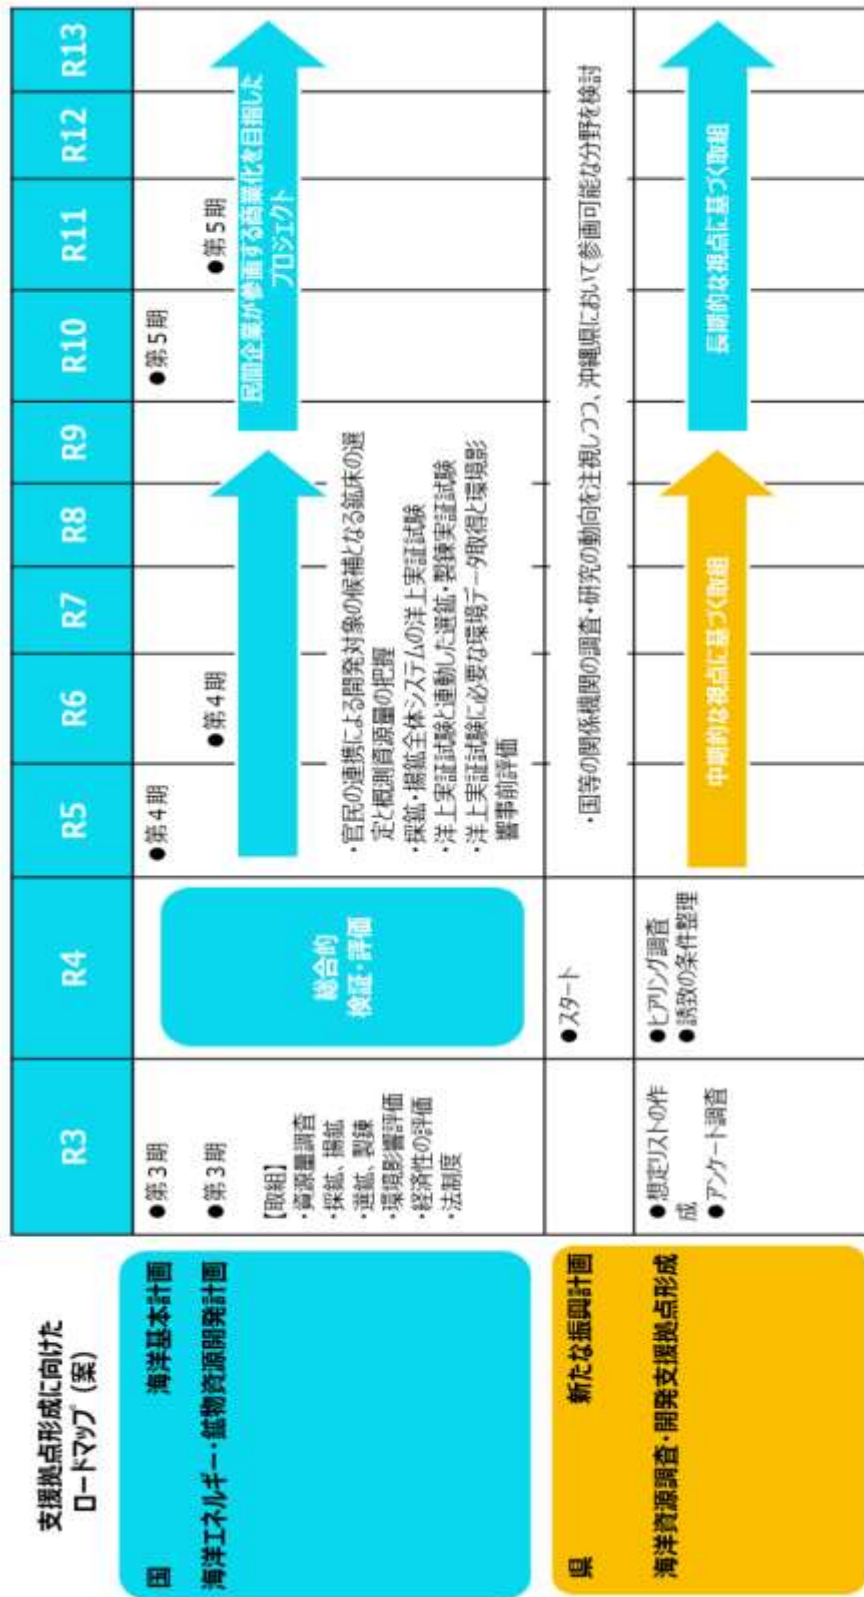 支援拠点形成に向けた
ロードマップ（案）
R3
R4
R5
R6
R7
R8
R9
R10
R11
R12
R13
国
海洋基本計画
海洋エネルギー・鉱物資源開発計画
●第３期
●第４期
●第５期
●第３期
●第４期
●第５期
【取組】
・資源量調査
・採鉱、揚鉱
・選鉱、製錬
・環境影響評価
・経済性の評価
・法制度
総合的
検証・評価
・官民の連携による開発対象の候補となる鉱床の選
定と概測資源量の把握
・採鉱・揚鉱全体システムの洋上実証試験
・洋上実証試験と連動した選鉱・製錬実証試験
・洋上実証試験に必要な環境データ取得と環境影
響事前評価
民間企業が参画する商業化を目指した
プロジェクト
県
新たな振興計画
海洋資源調査・開発支援拠点形成
●スタート
・国等の関係機関の調査・研究の動向を注視しつつ、沖縄県において参画可能な分野を検討
●想定リストの作
成
●アンケート調査
●ヒアリング調査
●誘致の条件整理
中期的な視点に基づく取組
長期的な視点に基づく取組